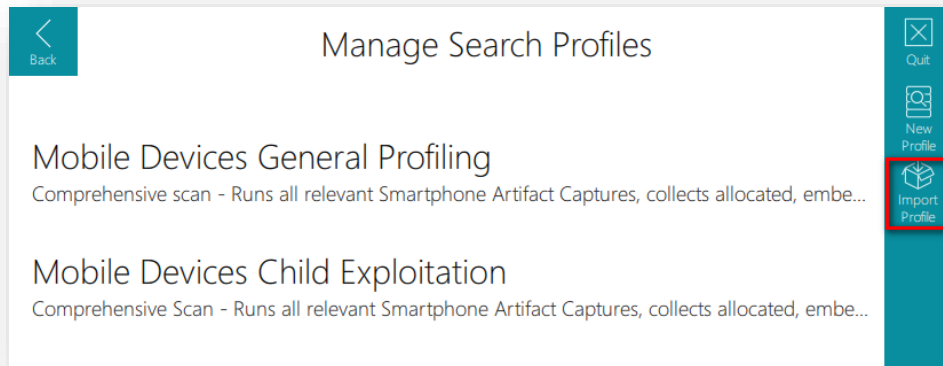 Back
Manage Search Profiles
Quit
New
Profile
Import
Profile
Mobile Devices General Profiling
Comprehensive scan - Runs all relevant Smartphone Artifact Captures, collects allocated, embe...
Mobile Devices Child Exploitation
Comprehensive Scan - Runs all relevant Smartphone Artifact Captures, collects allocated, embe...